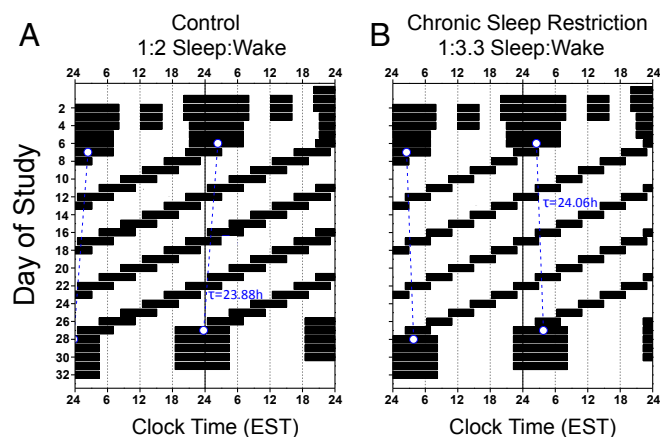 A
Control
1:2 Sleep:Wake
B
Chronic Sleep Restriction
1:3.3 Sleep:Wake
24 6 12 18 24 6 12 18 24
24 6 12 18 24 6 12 18 24
Day of Study
2
4
6
8
10
12
14
16
18
20
22
24
26
28
30
32
τ=23.88h
τ=24.06h
24 6 12 18 24 6 12 18 24
24 6 12 18 24 6 12 18 24
Clock Time (EST)
Clock Time (EST)